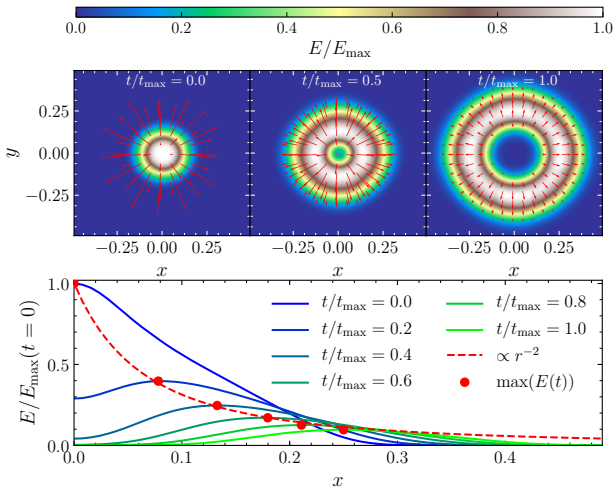 0.0 0.2 0.4 0.6 0.8 1.0
E/E_max
t/t_max = 0.0 t/t_max = 0.5 t/t_max = 1.0
0.25
0.00
−0.25
y
−0.25 0.00 0.25 −0.25 0.00 0.25 −0.25 0.00 0.25
x x x
1.0
0.5
0.0
E/E_max(t = 0)
t/t_max = 0.0
t/t_max = 0.2
t/t_max = 0.4
t/t_max = 0.6
t/t_max = 0.8
t/t_max = 1.0
∝ r⁻²
max(E(t))
0.0 0.1 0.2 0.3 0.4
x